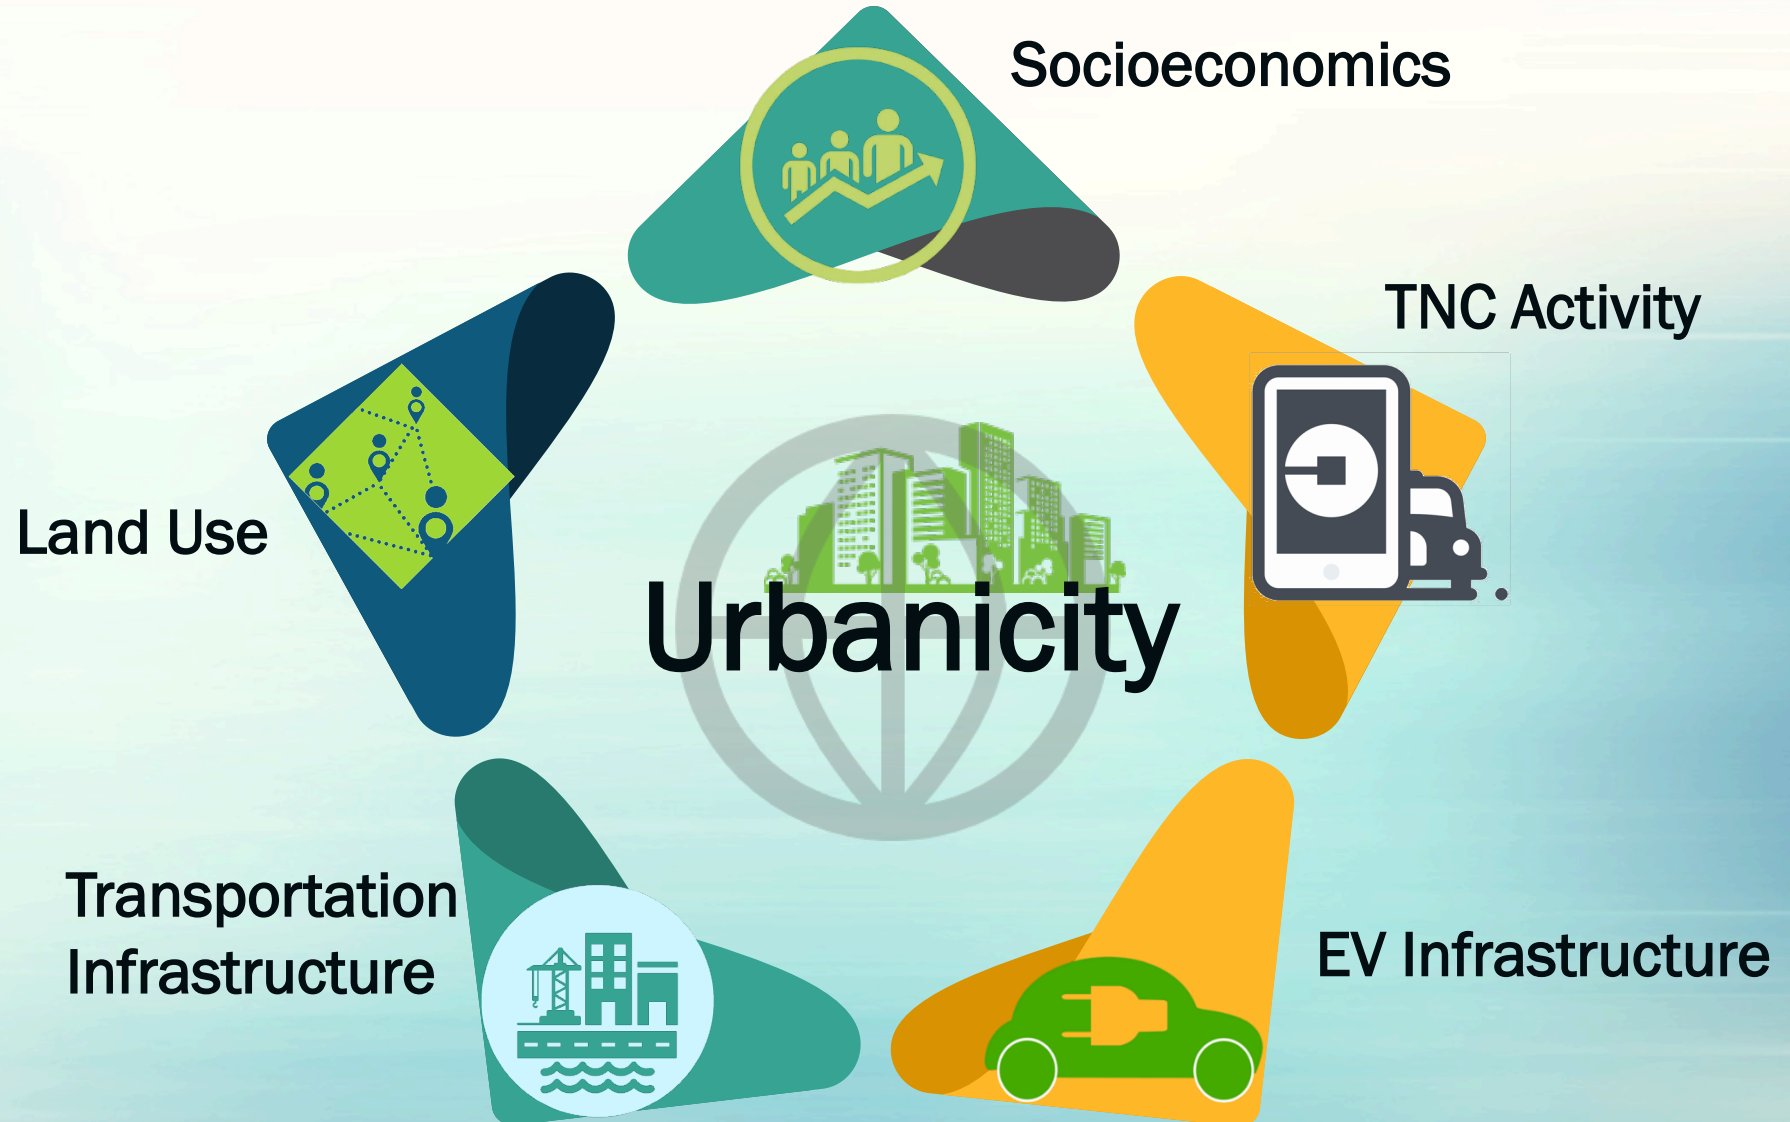 Socioeconomics
TNC Activity
Land Use
Urbanicity
Transportation
Infrastructure
EV Infrastructure